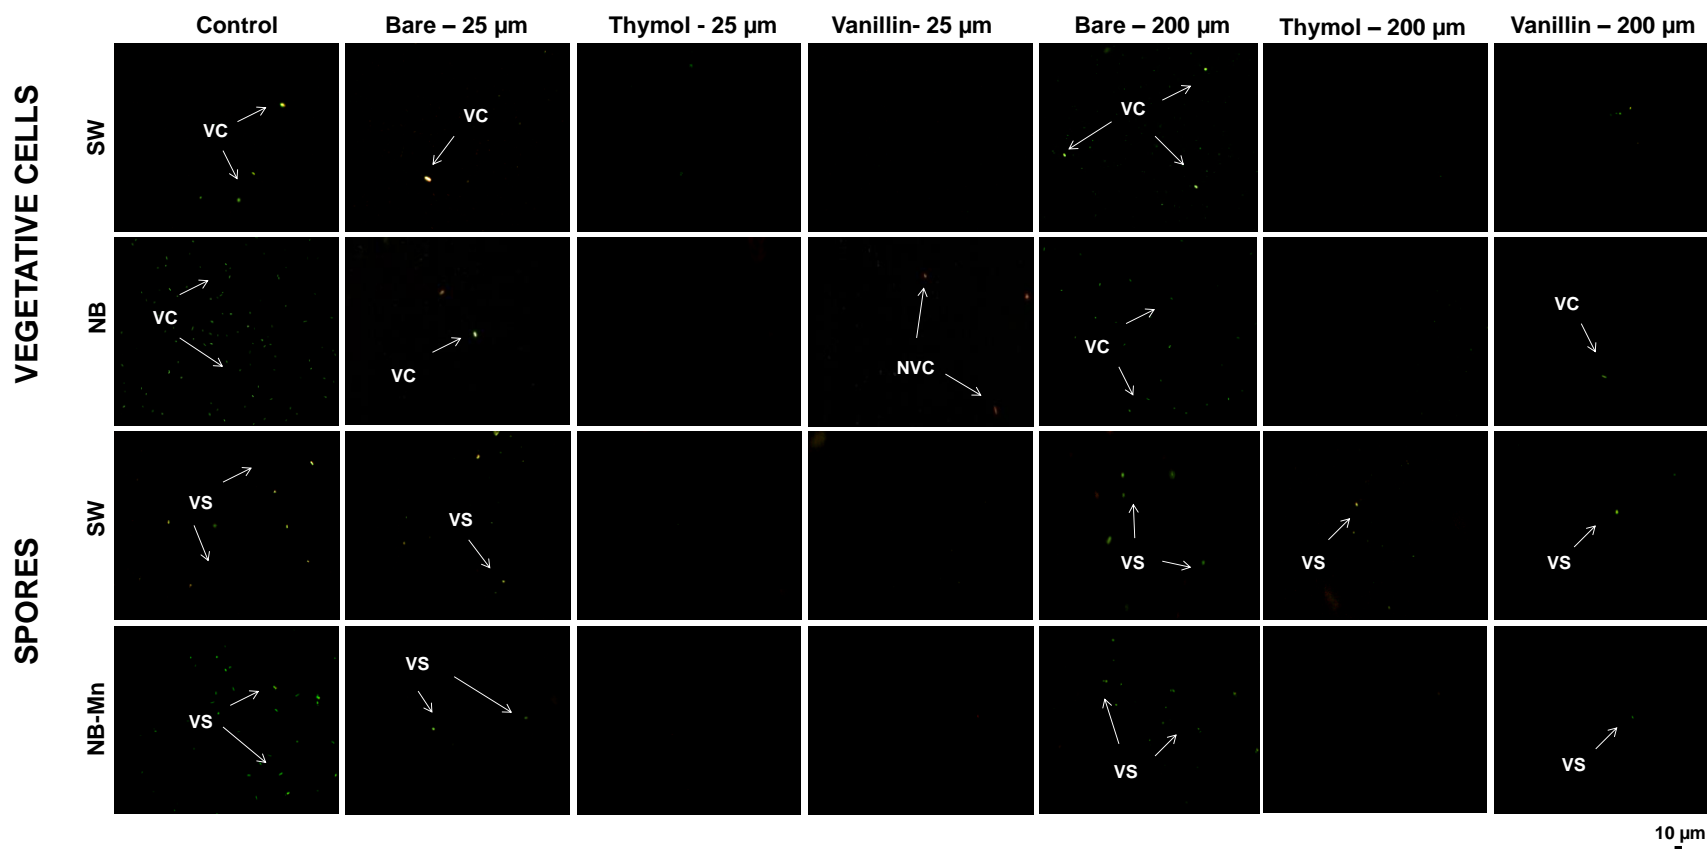 Control
Bare – 25 µm
Thymol - 25 µm
Vanillin- 25 µm
Bare – 200 µm
Thymol – 200 µm
Vanillin – 200 µm
VEGETATIVE CELLS
SW
VC
VC
VC
NB
VC
VC
NVC
VC
VC
SPORES
SW
VS
VS
VS
VS
VS
NB-Mn
VS
VS
VS
VS
10 µm